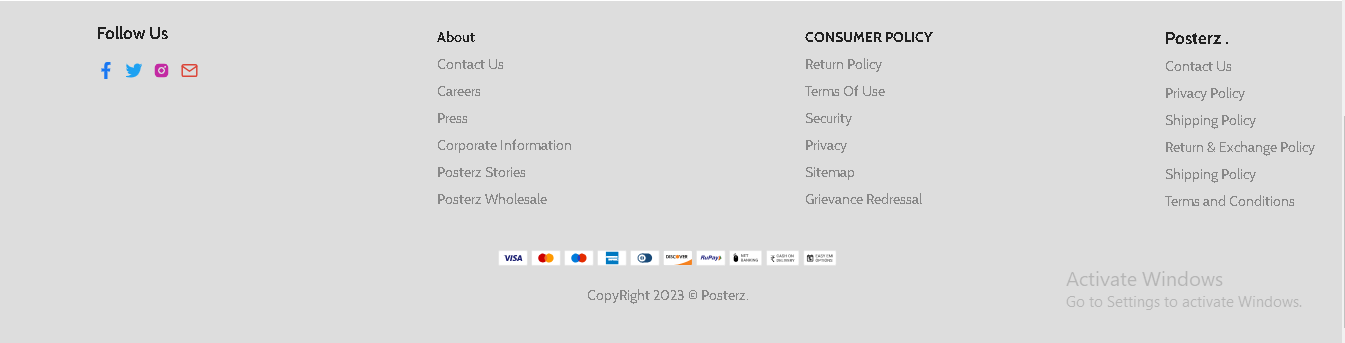 Follow Us
About
Contact Us
Careers
Press
Corporate Information
Posterz Stories
Posterz Wholesale
CONSUMER POLICY
Return Policy
Terms Of Use
Security
Privacy
Sitemap
Grievance Redressal
Posterz .
Contact Us
Privacy Policy
Shipping Policy
Return & Exchange Policy
Shipping Policy
Terms and Conditions
VISA
DISCOVER
RuPay
NET BANKING
CASH ON DELIVERY
EASY EMI OPTIONS
CopyRight 2023 © Posterz.
Activate Windows
Go to Settings to activate Windows.